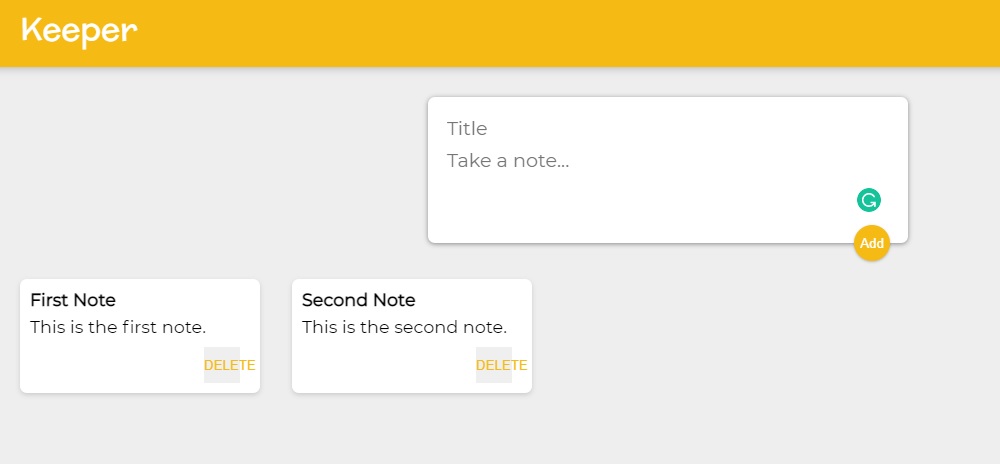 Keeper
Title
Take a note...
Add
First Note
This is the first note.
DELETE
Second Note
This is the second note.
DELETE